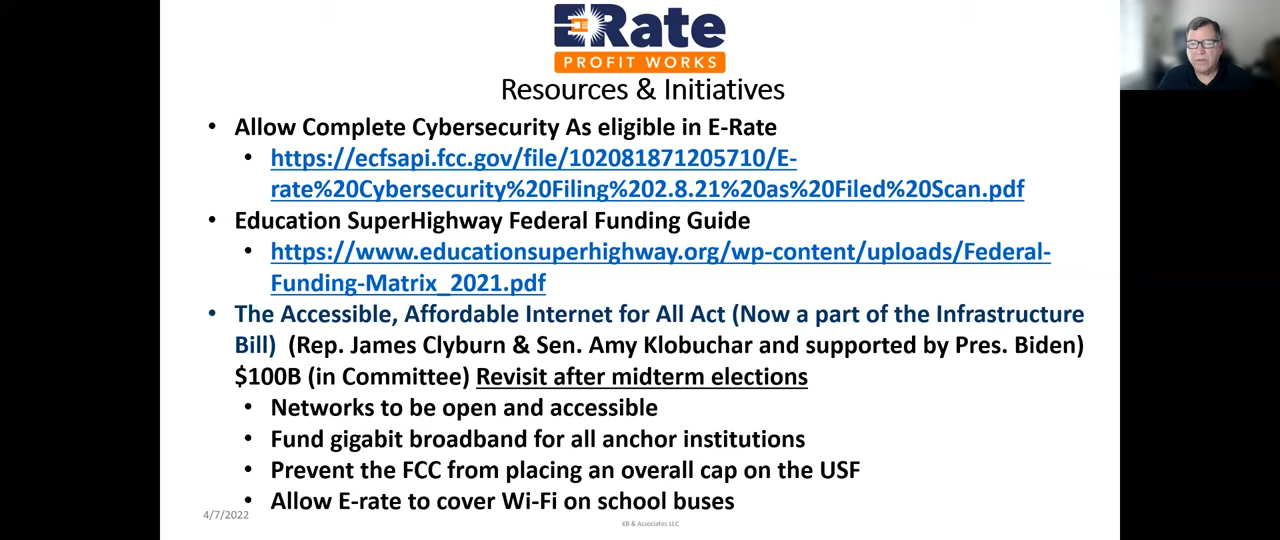 ERate
PROFIT WORKS
Resources & Initiatives
• Allow Complete Cybersecurity As eligible in E-Rate
• https://ecfsapi.fcc.gov/file/102081871205710/E-
rate%20Cybersecurity%20Filing%202.8.21%20as%20Filed%20Scan.pdf
• Education SuperHighway Federal Funding Guide
• https://www.educationsuperhighway.org/wp-content/uploads/Federal-
Funding-Matrix_2021.pdf
• The Accessible, Affordable Internet for All Act (Now a part of the Infrastructure
Bill) (Rep. James Clyburn & Sen. Amy Klobuchar and supported by Pres. Biden)
$100B (in Committee) Revisit after midterm elections
• Networks to be open and accessible
• Fund gigabit broadband for all anchor institutions
• Prevent the FCC from placing an overall cap on the USF
• Allow E-rate to cover Wi-Fi on school buses
4/7/2022
KB & Associates LLC